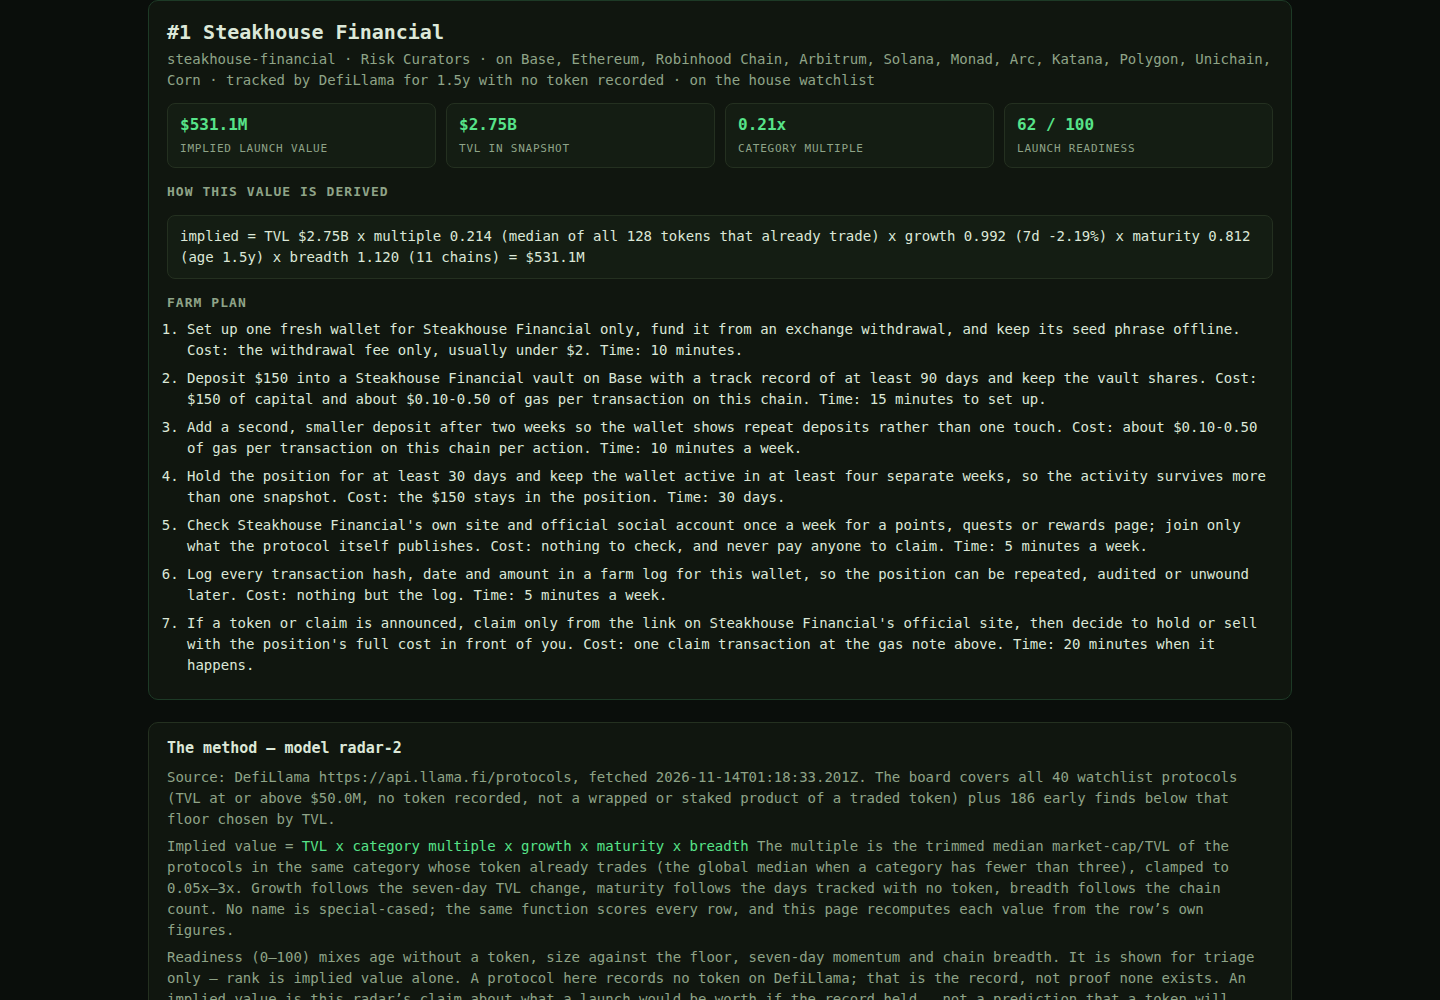 #1 Steakhouse Financial
steakhouse-financial · Risk Curators · on Base, Ethereum, Robinhood Chain, Arbitrum, Solana, Monad, Arc, Katana, Polygon, Unichain,
Corn · tracked by DefiLlama for 1.5y with no token recorded · on the house watchlist
$531.1M
IMPLIED LAUNCH VALUE
$2.75B
TVL IN SNAPSHOT
0.21x
CATEGORY MULTIPLE
62 / 100
LAUNCH READINESS
HOW THIS VALUE IS DERIVED
implied = TVL $2.75B x multiple 0.214 (median of all 128 tokens that already trade) x growth 0.992 (7d -2.19%) x maturity 0.812
(age 1.5y) x breadth 1.120 (11 chains) = $531.1M
FARM PLAN
1. Set up one fresh wallet for Steakhouse Financial only, fund it from an exchange withdrawal, and keep its seed phrase offline.
Cost: the withdrawal fee only, usually under $2. Time: 10 minutes.
2. Deposit $150 into a Steakhouse Financial vault on Base with a track record of at least 90 days and keep the vault shares. Cost:
$150 of capital and about $0.10-0.50 of gas per transaction on this chain. Time: 15 minutes to set up.
3. Add a second, smaller deposit after two weeks so the wallet shows repeat deposits rather than one touch. Cost: about $0.10-0.50
of gas per transaction on this chain per action. Time: 10 minutes a week.
4. Hold the position for at least 30 days and keep the wallet active in at least four separate weeks, so the activity survives more
than one snapshot. Cost: the $150 stays in the position. Time: 30 days.
5. Check Steakhouse Financial's own site and official social account once a week for a points, quests or rewards page; join only
what the protocol itself publishes. Cost: nothing to check, and never pay anyone to claim. Time: 5 minutes a week.
6. Log every transaction hash, date and amount in a farm log for this wallet, so the position can be repeated, audited or unwound
later. Cost: nothing but the log. Time: 5 minutes a week.
7. If a token or claim is announced, claim only from the link on Steakhouse Financial's official site, then decide to hold or sell
with the position's full cost in front of you. Cost: one claim transaction at the gas note above. Time: 20 minutes when it
happens.
The method — model radar-2
Source: DefiLlama https://api.llama.fi/protocols, fetched 2026-11-14T01:18:33.201Z. The board covers all 40 watchlist protocols
(TVL at or above $50.0M, no token recorded, not a wrapped or staked product of a traded token) plus 186 early finds below that
floor chosen by TVL.
Implied value = TVL x category multiple x growth x maturity x breadth The multiple is the trimmed median market-cap/TVL of the
protocols in the same category whose token already trades (the global median when a category has fewer than three), clamped to
0.05x–3x. Growth follows the seven-day TVL change, maturity follows the days tracked with no token, breadth follows the chain
count. No name is special-cased; the same function scores every row, and this page recomputes each value from the row’s own
figures.
Readiness (0–100) mixes age without a token, size against the floor, seven-day momentum and chain breadth. It is shown for triage
only — rank is implied value alone. A protocol here records no token on DefiLlama; that is the record, not proof none exists. An
implied value is this radar’s claim about what a launch would be worth if the record held, not a prediction that a token will